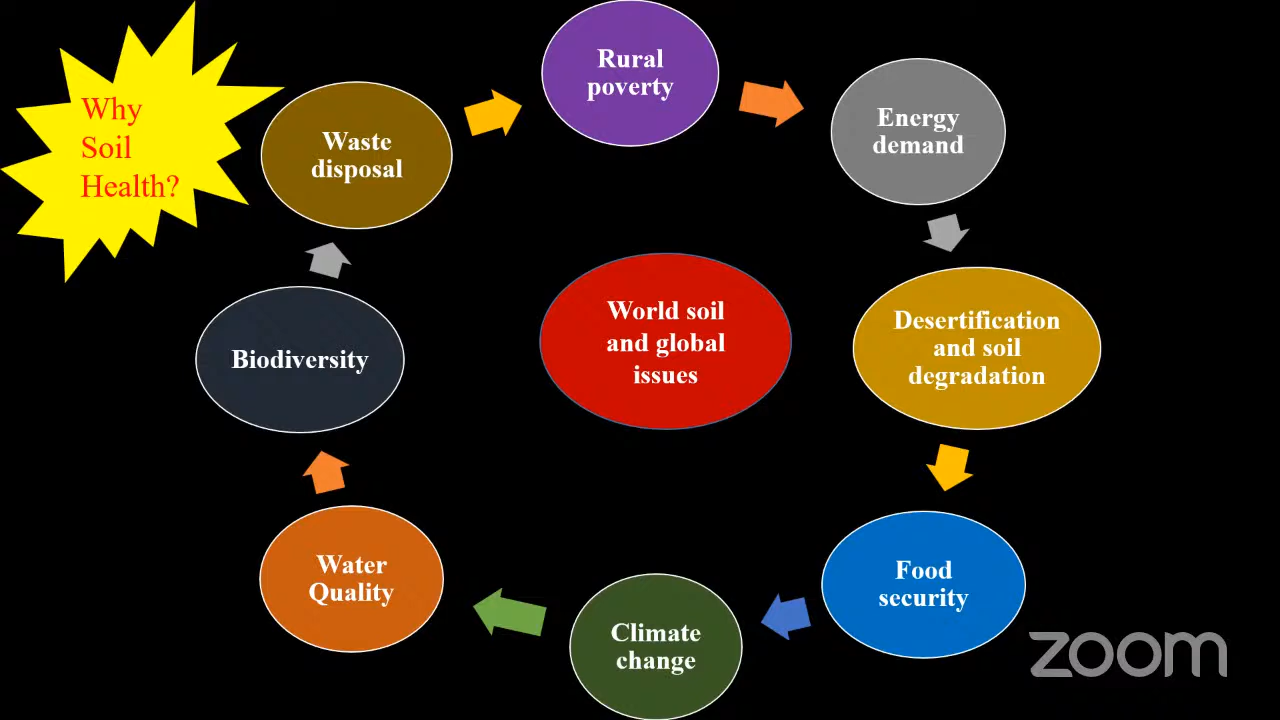 Why
Soil
Health?
Rural
poverty
Energy
demand
Desertification
and soil
degradation
Food
security
Climate
change
Water
Quality
Biodiversity
Waste
disposal
World soil
and global
issues
zoom